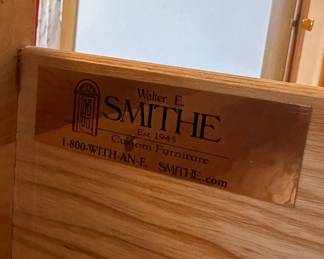 Walter E.
SMITHE
Est. 1945
Custom Furniture
1-800-WITH-AN-E SMITHE.com